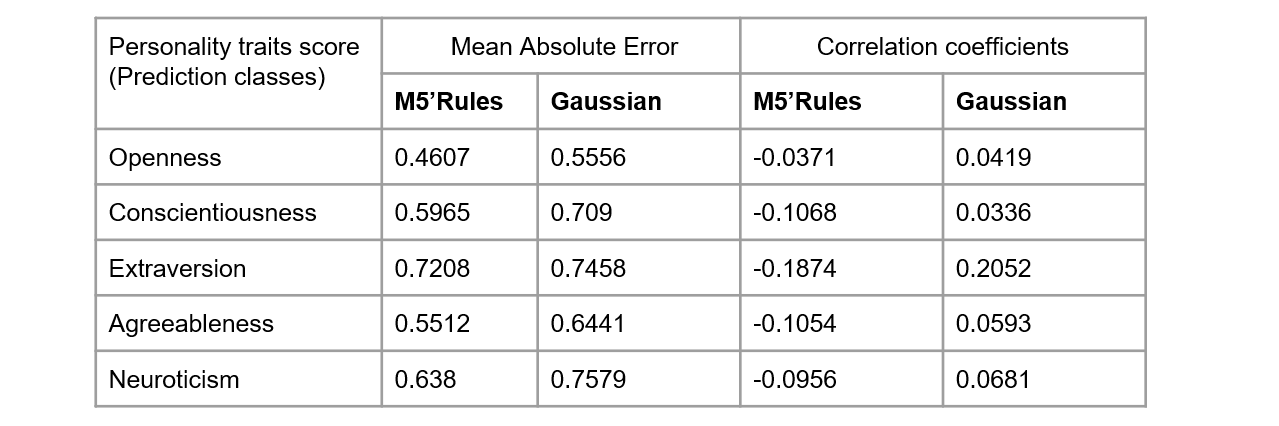 Personality traits score
(Prediction classes)
Mean Absolute Error
Correlation coefficients
M5’Rules
Gaussian
M5’Rules
Gaussian
Openness
0.4607
0.5556
-0.0371
0.0419
Conscientiousness
0.5965
0.709
-0.1068
0.0336
Extraversion
0.7208
0.7458
-0.1874
0.2052
Agreeableness
0.5512
0.6441
-0.1054
0.0593
Neuroticism
0.638
0.7579
-0.0956
0.0681